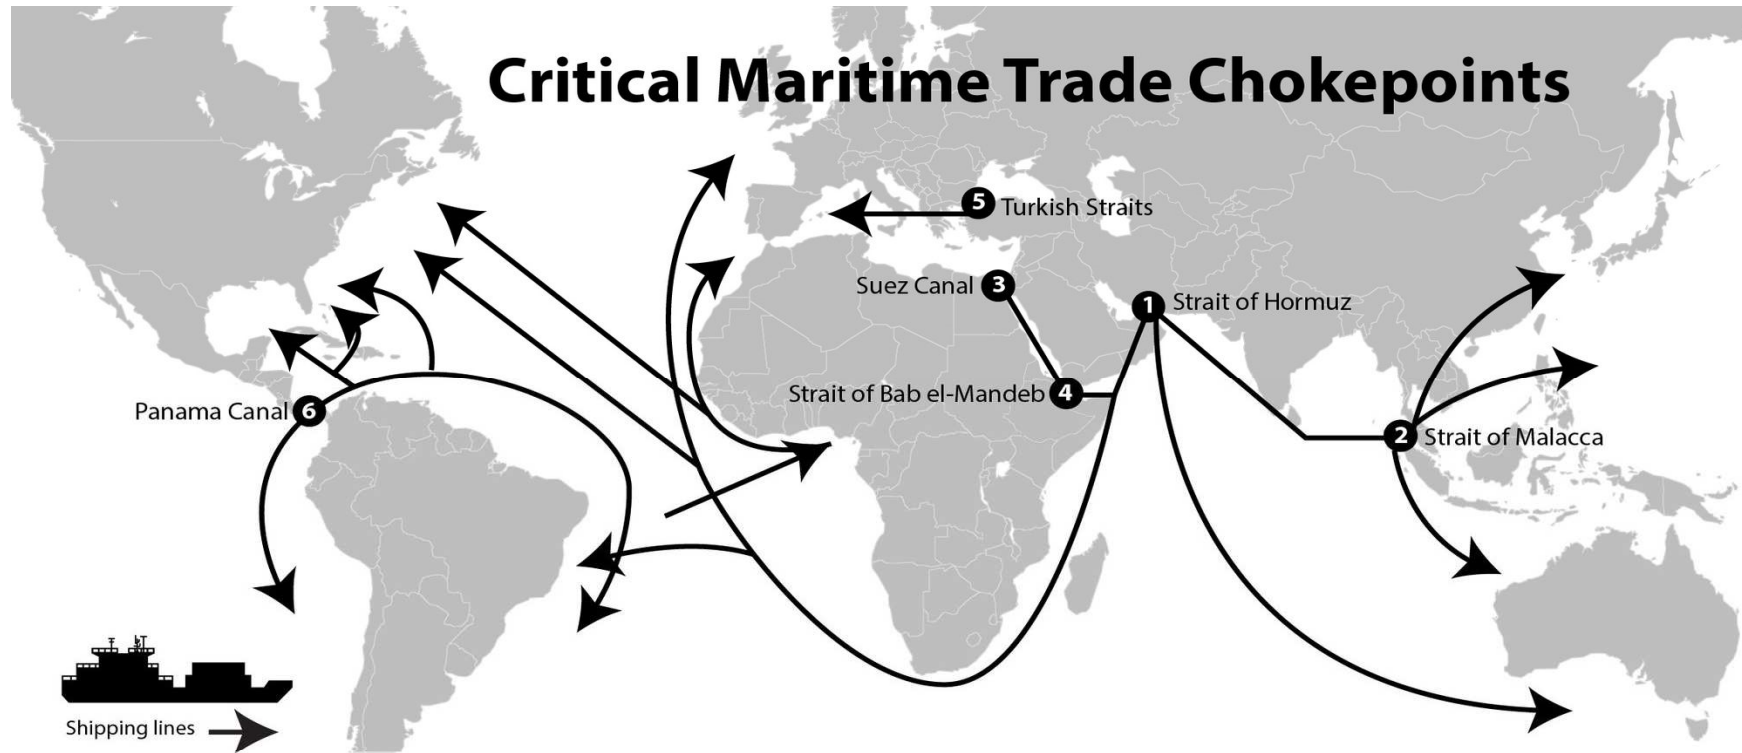 Critical Maritime Trade Chokepoints
5 Turkish Straits
Suez Canal 3
1 Strait of Hormuz
Strait of Bab el-Mandeb 4
Panama Canal 6
2 Strait of Malacca
Shipping lines